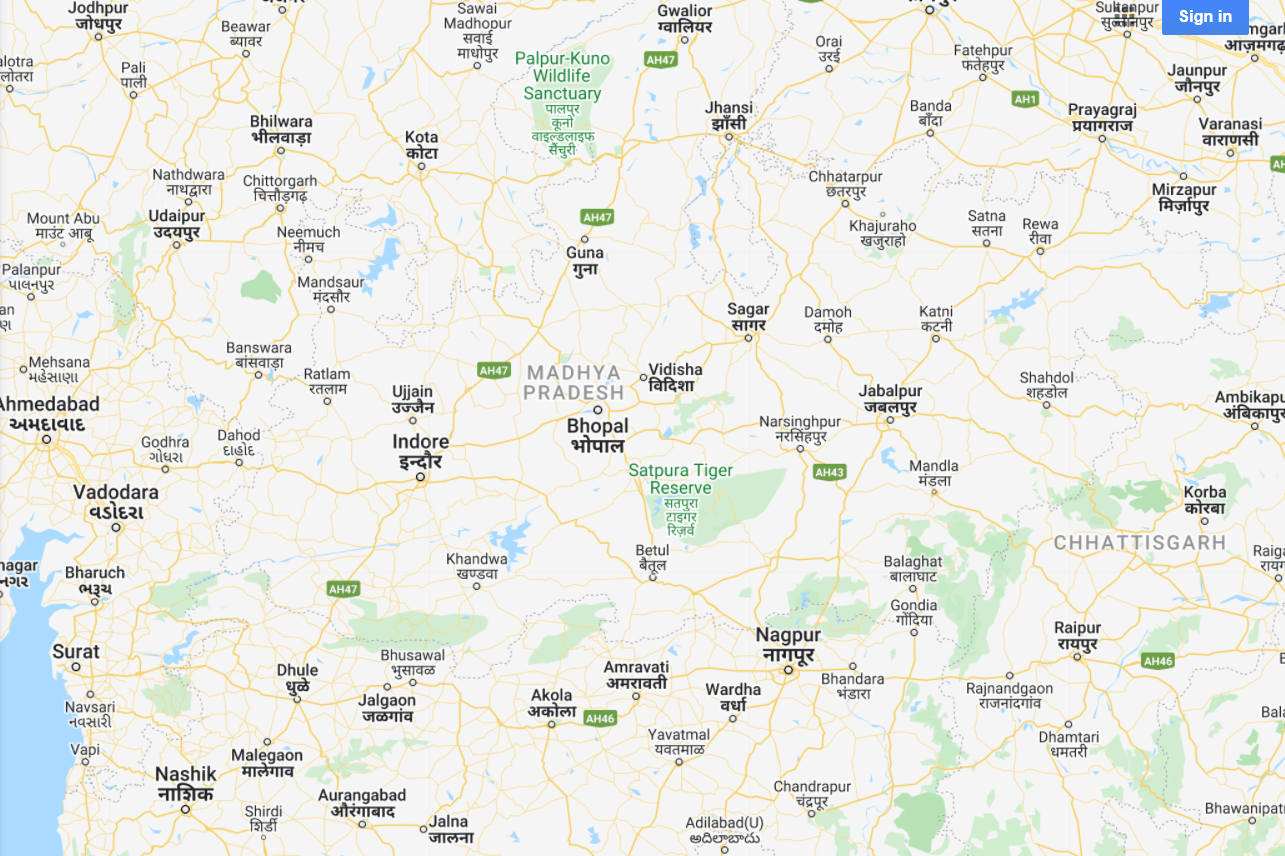 Jodhpur
जोधपुर
Beawar
ब्यावर
Sawai
Madhopur
सवाई
माधोपुर
Gwalior
ग्वालियर
Sultanpur
सुल्तानपुर
Sign in
Pali
पाली
Palpur-Kuno
Wildlife
Sanctuary
पालपुर
कूनो
वाइल्डलाइफ
सैंचुरी
AH47
Orai
उरई
Fatehpur
फतेहपुर
AH1
Jaunpur
जौनपुर
Bhilwara
भीलवाड़ा
Kota
कोटा
Jhansi
झाँसी
Banda
बाँदा
Prayagraj
प्रयागराज
Varanasi
वाराणसी
Nathdwara
नाथद्वारा
Chittorgarh
चित्तौड़गढ़
Chhatarpur
छतरपुर
Mirzapur
मिर्ज़ापुर
Mount Abu
माउंट आबू
Udaipur
उदयपुर
Neemuch
नीमच
AH47
Guna
गुना
Khajuraho
खजुराहो
Satna
सतना
Rewa
रीवा
Palanpur
પાલનપુર
Mandsaur
मंदसौर
Sagar
सागर
Damoh
दमोह
Katni
कटनी
Mehsana
મહેસાણા
Banswara
बांसवाड़ा
Ratlam
रतलाम
AH47
MADHYA
PRADESH
Vidisha
विदिशा
Shahdol
शहडोल
Ahmedabad
અમદાવાદ
Ujjain
उज्जैन
Bhopal
भोपाल
Jabalpur
जबलपुर
Godhra
ગોધરા
Dahod
દાહોદ
Indore
इन्दौर
Narsinghpur
नरसिंहपुर
AH43
Mandla
मंडला
Vadodara
વડોદરા
Satpura Tiger
Reserve
सतपुरा
टाइगर
रिज़र्व
Korba
कोरबा
CHHATTISGARH
Khandwa
खण्डवा
Betul
बैतूल
Balaghat
बालाघाट
Bharuch
ભરૂચ
AH47
Gondia
गोंदिया
Surat
સુરત
Nagpur
नागपूर
Raipur
रायपुर
AH46
Dhule
धुळे
Bhusawal
भुसावळ
Amravati
अमरावती
Bhandara
भंडारा
Rajnandgaon
राजनांदगांव
Navsari
નવસારી
Jalgaon
जळगांव
Akola
अकोला
AH46
Wardha
वर्धा
Vapi
વાપી
Malegaon
मालेगाव
Yavatmal
यवतमाळ
Dhamtari
धमतरी
Nashik
नाशिक
Aurangabad
औरंगाबाद
Chandrapur
चंद्रपूर
Shirdi
शिर्डी
Jalna
जालना
Adilabad(U)
అదిలాబాదు